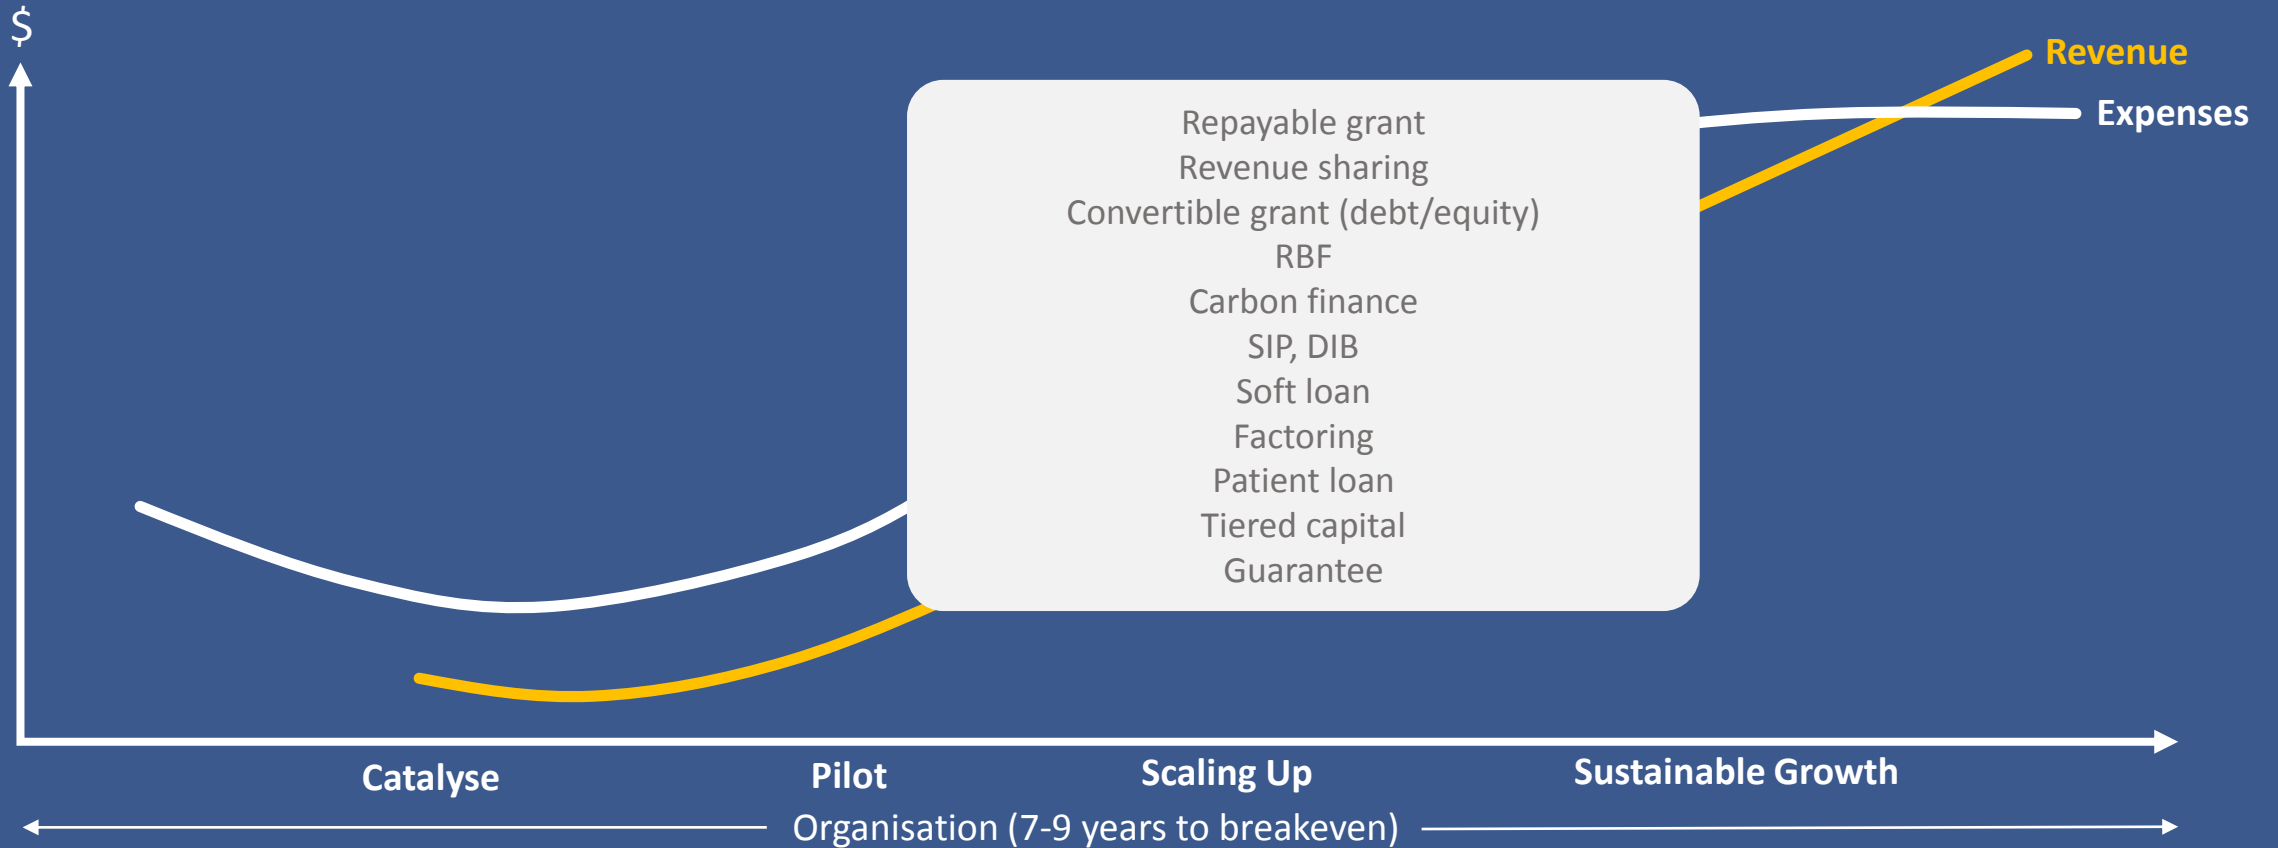 $
Revenue
Expenses
Repayable grant
Revenue sharing
Convertible grant (debt/equity)
RBF
Carbon finance
SIP, DIB
Soft loan
Factoring
Patient loan
Tiered capital
Guarantee
Catalyse
Pilot
Scaling Up
Sustainable Growth
Organisation (7-9 years to breakeven)